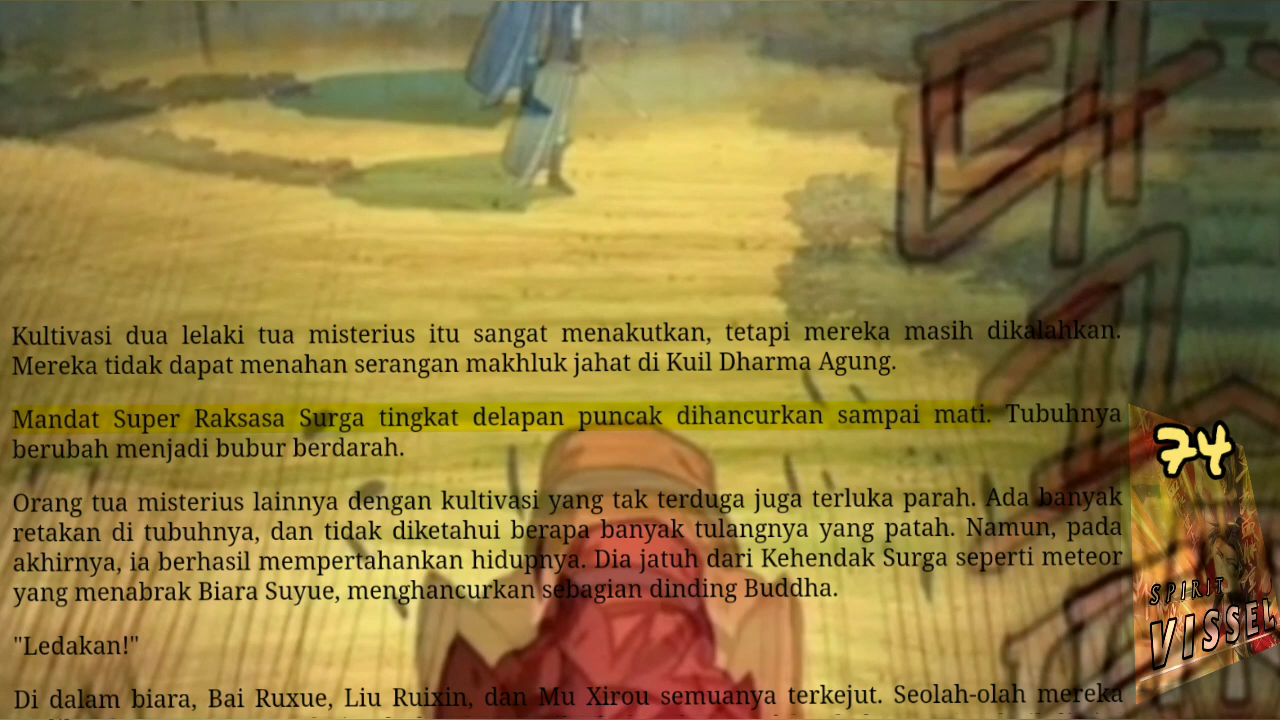 Kultivasi dua lelaki tua misterius itu sangat menakutkan, tetapi mereka masih dikalahkan.
Mereka tidak dapat menahan serangan makhluk jahat di Kuil Dharma Agung.
Mandat Super Raksasa Surga tingkat delapan puncak dihancurkan sampai mati. Tubuhnya
berubah menjadi bubur berdarah.
Orang tua misterius lainnya dengan kultivasi yang tak terduga juga terluka parah. Ada banyak
retakan di tubuhnya, dan tidak diketahui berapa banyak tulangnya yang patah. Namun, pada
akhirnya, ia berhasil mempertahankan hidupnya. Dia jatuh dari Kehendak Surga seperti meteor
yang menabrak Biara Suyue, menghancurkan sebagian dinding Buddha.
"Ledakan!"
Di dalam biara, Bai Ruxue, Liu Ruixin, dan Mu Xirou semuanya terkejut. Seolah-olah mereka
74
SPIRIT
VISSEL